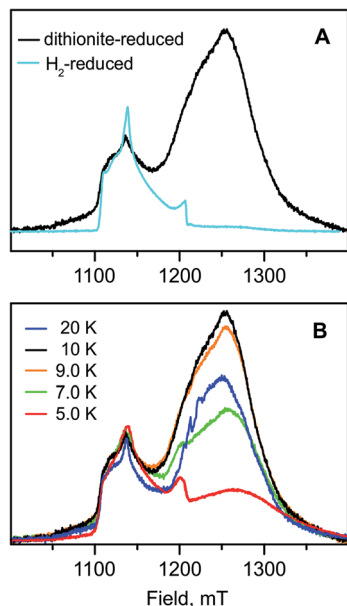 dithionite-reduced
A
H₂-reduced
1100 1200 1300
B
20 K
10 K
9.0 K
7.0 K
5.0 K
1100 1200 1300
Field, mT